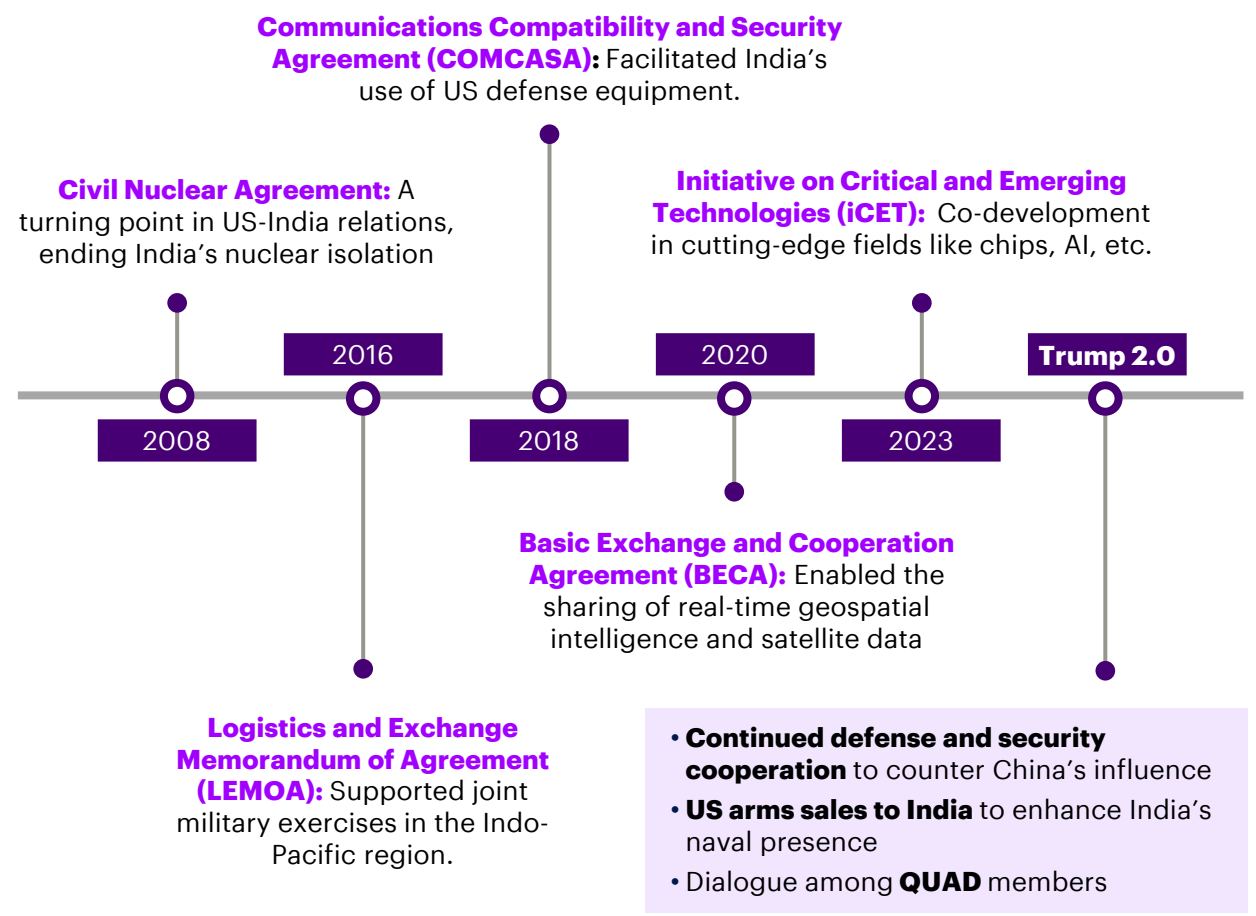 Communications Compatibility and Security
Agreement (COMCASA): Facilitated India’s
use of US defense equipment.
Civil Nuclear Agreement: A
turning point in US-India relations,
ending India’s nuclear isolation
Initiative on Critical and Emerging
Technologies (iCET): Co-development
in cutting-edge fields like chips, AI, etc.
2016
2020
Trump 2.0
2008
2018
2023
Basic Exchange and Cooperation
Agreement (BECA): Enabled the
sharing of real-time geospatial
intelligence and satellite data
Logistics and Exchange
Memorandum of Agreement
(LEMOA): Supported joint
military exercises in the Indo-
Pacific region.
• Continued defense and security
cooperation to counter China’s influence
• US arms sales to India to enhance India’s
naval presence
• Dialogue among QUAD members